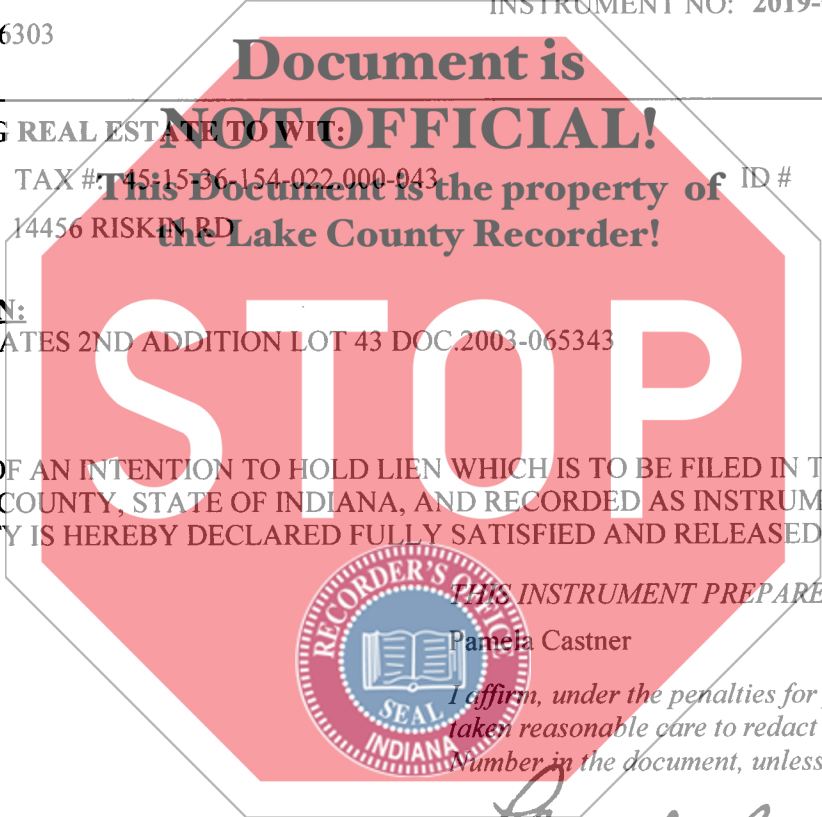 INSTRUMENT NO: 2019-
6303
Document is
NOT OFFICIAL!
G REAL ESTATE TO WIT:
TAX #: 45-15-36-154-022.000-043 ID #
This Document is the property of
14456 RISKIN RD
the Lake County Recorder!
N:
ATES 2ND ADDITION LOT 43 DOC.2003-065343
STOP
OF AN INTENTION TO HOLD LIEN WHICH IS TO BE FILED IN T
COUNTY, STATE OF INDIANA, AND RECORDED AS INSTRUM
Y IS HEREBY DECLARED FULLY SATISFIED AND RELEASED
RECORDER'S OFFICE
SEAL
INDIANA
THIS INSTRUMENT PREPARE
Pamela Castner
I affirm, under the penalties for
taken reasonable care to redact
Number in the document, unless